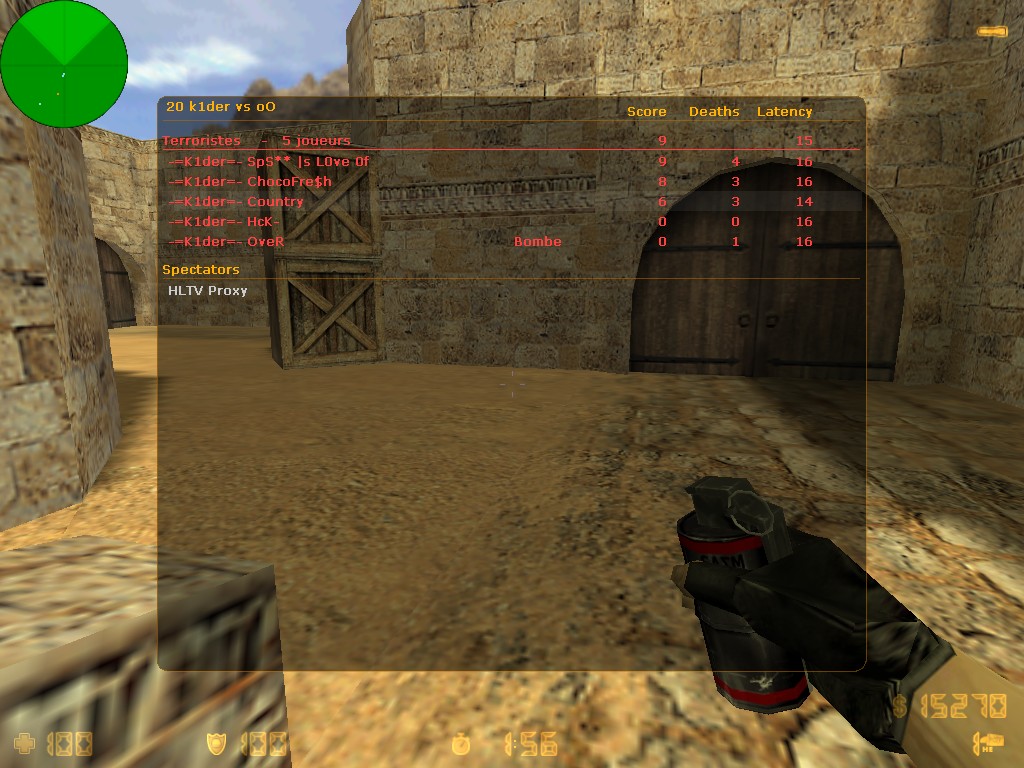 20 k1der vs oO Score Deaths Latency
Terroristes - 5 joueurs 9 15
-=K1der=- SpS** |s L0ve 0f 9 4 16
-=K1der=- ChocoFre$h 8 3 16
-=K1der=- Country 6 3 14
-=K1der=- HcK- 0 0 16
-=K1der=- OveR Bombe 0 1 16
Spectators
HLTV Proxy
$ 15270
100 100 1:56 HE